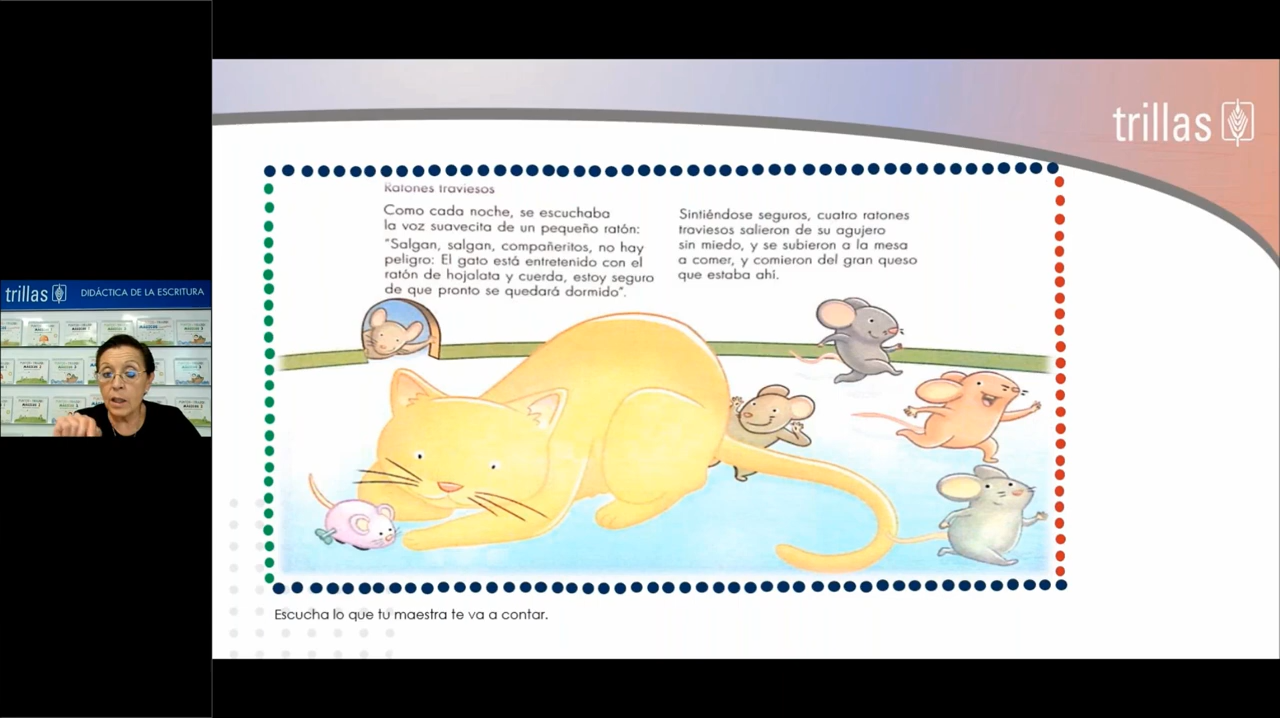 trillas
trillas DIDÁCTICA DE LA ESCRITURA
Ratones traviesos
Como cada noche, se escuchaba
la voz suavecita de un pequeño ratón:
"Salgan, salgan, compañeritos, no hay
peligro: El gato está entretenido con el
ratón de hojalata y cuerda, estoy seguro
de que pronto se quedará dormido".
Sintiéndose seguros, cuatro ratones
traviesos salieron de su agujero
sin miedo, y se subieron a la mesa
a comer, y comieron del gran queso
que estaba ahí.
Escucha lo que tu maestra te va a contar.